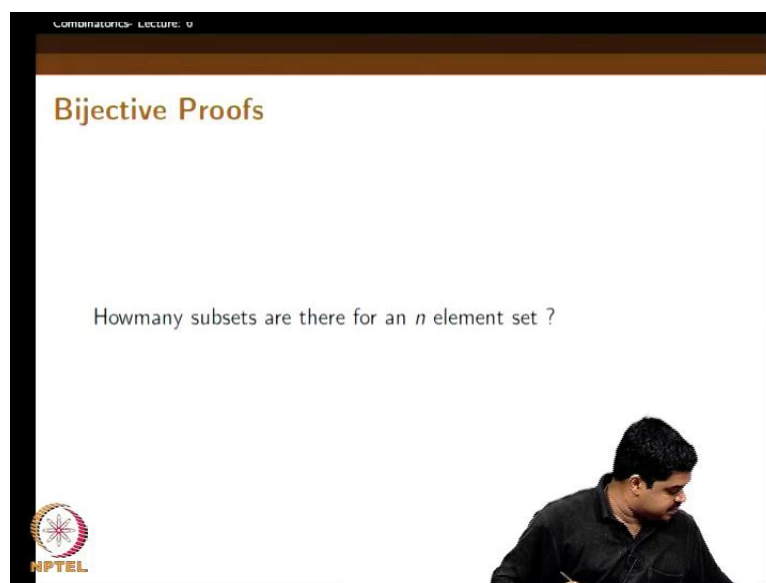 Combinatorics- Lecture: 6
Bijective Proofs
Howmany subsets are there for an n element set ?
NPTEL